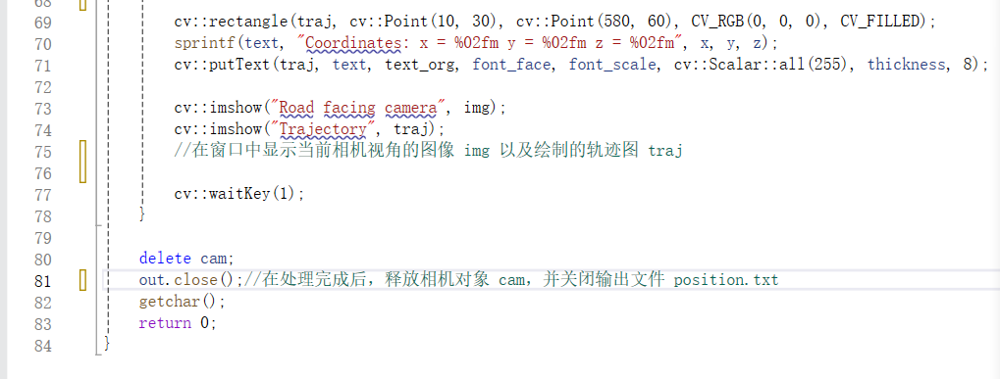 68
69 cv::rectangle(traj, cv::Point(10, 30), cv::Point(580, 60), CV_RGB(0, 0, 0), CV_FILLED);
70 sprintf(text, "Coordinates: x = %02fm y = %02fm z = %02fm", x, y, z);
71 cv::putText(traj, text, text_org, font_face, font_scale, cv::Scalar::all(255), thickness, 8);
72
73 cv::imshow("Road facing camera", img);
74 cv::imshow("Trajectory", traj);
75 //在窗口中显示当前相机视角的图像 img 以及绘制的轨迹图 traj
76
77 cv::waitKey(1);
78 }
79
80 delete cam;
81 out.close();//在处理完成后，释放相机对象 cam，并关闭输出文件 position.txt
82 getchar();
83 return 0;
84 }